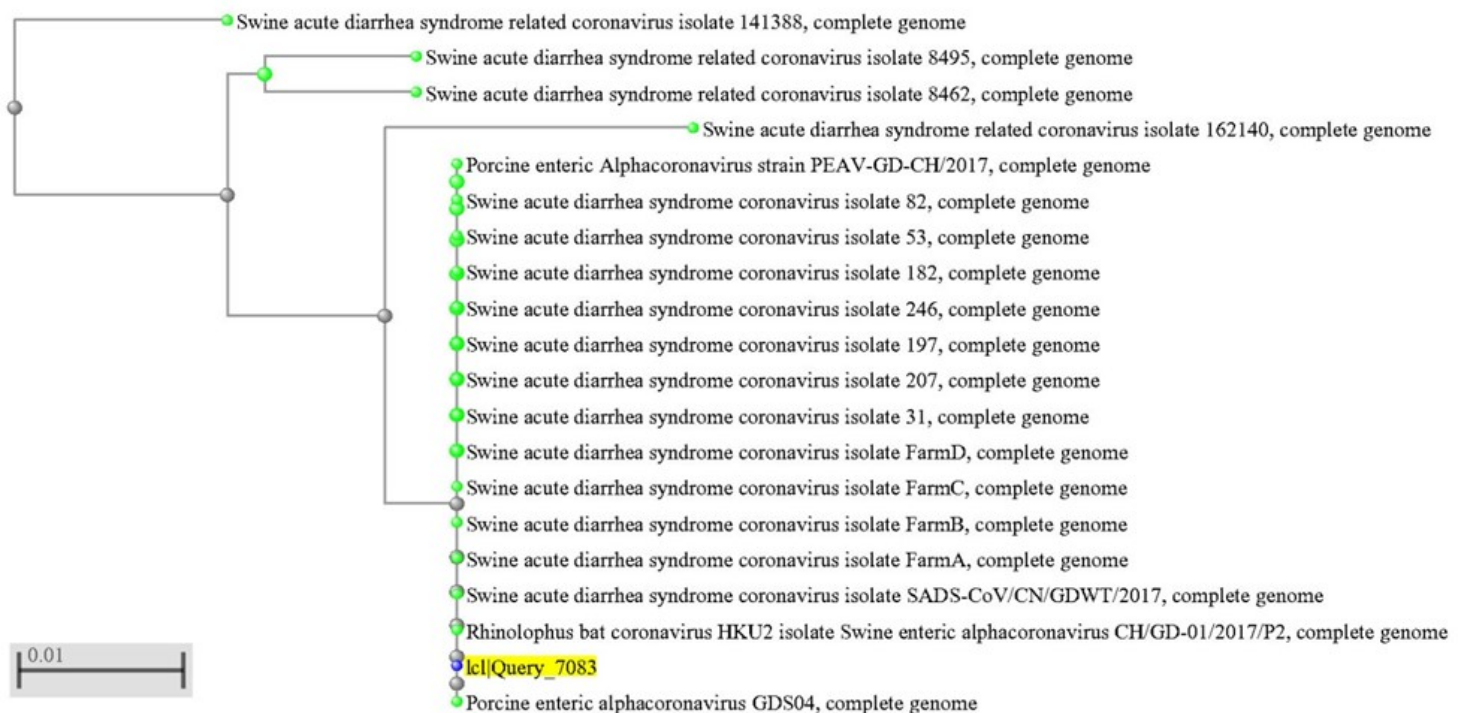 Swine acute diarrhea syndrome related coronavirus isolate 141388, complete genome
Swine acute diarrhea syndrome related coronavirus isolate 8495, complete genome
Swine acute diarrhea syndrome related coronavirus isolate 8462, complete genome
Swine acute diarrhea syndrome related coronavirus isolate 162140, complete genome
Porcine enteric Alphacoronavirus strain PEAV-GD-CH/2017, complete genome
Swine acute diarrhea syndrome coronavirus isolate 82, complete genome
Swine acute diarrhea syndrome coronavirus isolate 53, complete genome
Swine acute diarrhea syndrome coronavirus isolate 182, complete genome
Swine acute diarrhea syndrome coronavirus isolate 246, complete genome
Swine acute diarrhea syndrome coronavirus isolate 197, complete genome
Swine acute diarrhea syndrome coronavirus isolate 207, complete genome
Swine acute diarrhea syndrome coronavirus isolate 31, complete genome
Swine acute diarrhea syndrome coronavirus isolate FarmD, complete genome
Swine acute diarrhea syndrome coronavirus isolate FarmC, complete genome
Swine acute diarrhea syndrome coronavirus isolate FarmB, complete genome
Swine acute diarrhea syndrome coronavirus isolate FarmA, complete genome
Swine acute diarrhea syndrome coronavirus isolate SADS-CoV/CN/GDWT/2017, complete genome
Rhinolophus bat coronavirus HKU2 isolate Swine enteric alphacoronavirus CH/GD-01/2017/P2, complete genome
0.01
lcl|Query_7083
Porcine enteric alphacoronavirus GDS04, complete genome